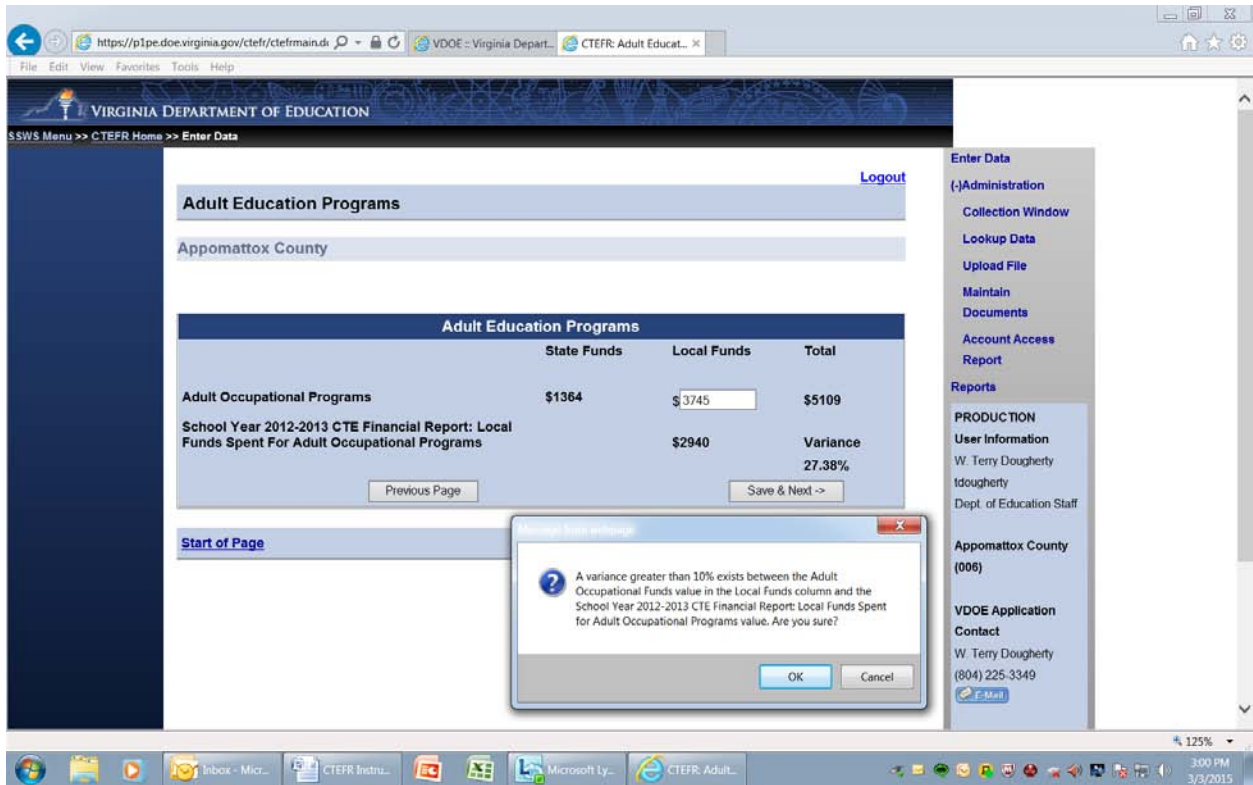 https://p1pe.doe.virginia.gov/ctefr/ctefrmain.d
VDOE :: Virginia Depart...
CTEFR: Adult Educat...
File Edit View Favorites Tools Help
VIRGINIA DEPARTMENT OF EDUCATION
SSWS Menu >> CTEFR Home >> Enter Data
Logout
Adult Education Programs
Appomattox County
Adult Education Programs
State Funds Local Funds Total
Adult Occupational Programs $1364 $ 3745 $5109
School Year 2012-2013 CTE Financial Report: Local
Funds Spent For Adult Occupational Programs $2940 Variance
27.38%
Previous Page Save & Next ->
Start of Page
Message from webpage
A variance greater than 10% exists between the Adult
Occupational Funds value in the Local Funds column and the
School Year 2012-2013 CTE Financial Report: Local Funds Spent
for Adult Occupational Programs value. Are you sure?
OK Cancel
Enter Data
(-)Administration
Collection Window
Lookup Data
Upload File
Maintain
Documents
Account Access
Report
Reports
PRODUCTION
User Information
W. Terry Dougherty
tdougherty
Dept. of Education Staff
Appomattox County
(006)
VDOE Application
Contact
W. Terry Dougherty
(804) 225-3349
E-Mail
125%
Inbox - Micr... CTEFR Instru... Microsoft Ly... CTEFR: Adult...
3:00 PM
3/3/2015